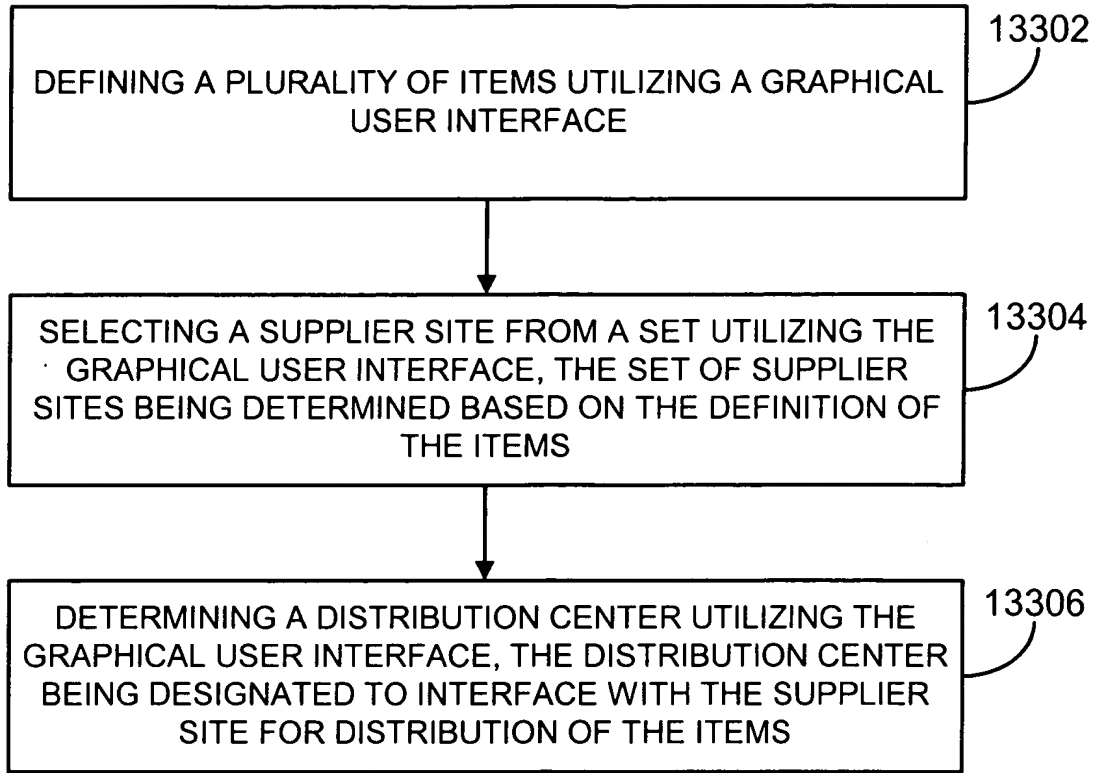 13302
DEFINING A PLURALITY OF ITEMS UTILIZING A GRAPHICAL
USER INTERFACE
13304
SELECTING A SUPPLIER SITE FROM A SET UTILIZING THE
GRAPHICAL USER INTERFACE, THE SET OF SUPPLIER
SITES BEING DETERMINED BASED ON THE DEFINITION OF
THE ITEMS
13306
DETERMINING A DISTRIBUTION CENTER UTILIZING THE
GRAPHICAL USER INTERFACE, THE DISTRIBUTION CENTER
BEING DESIGNATED TO INTERFACE WITH THE SUPPLIER
SITE FOR DISTRIBUTION OF THE ITEMS